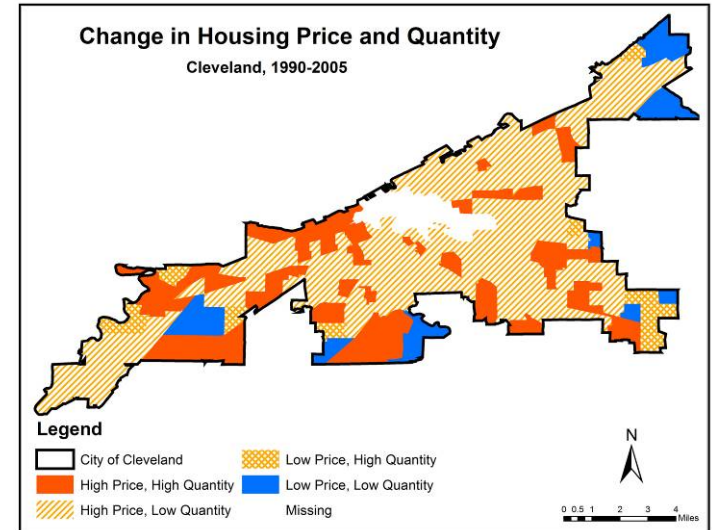 Change in Housing Price and Quantity
Cleveland, 1990-2005
Legend
City of Cleveland
Low Price, High Quantity
High Price, High Quantity
Low Price, Low Quantity
High Price, Low Quantity
Missing
N
0 0.5 1 2 3 4
Miles